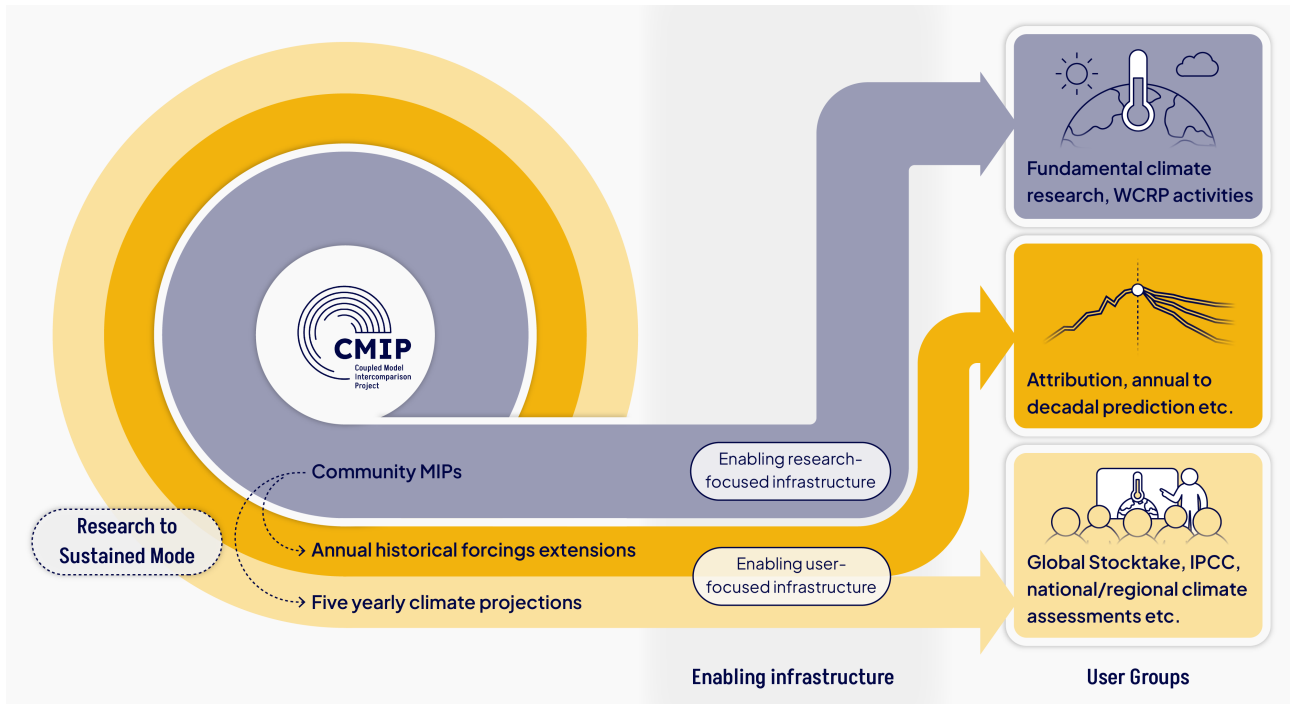 CMIP
Coupled Model
Intercomparison
Project
Community MIPs
Annual historical forcings extensions
Five yearly climate projections
Research to
Sustained Mode
Enabling research-
focused infrastructure
Enabling user-
focused infrastructure
Enabling infrastructure
Fundamental climate
research, WCRP activities
Attribution, annual to
decadal prediction etc.
Global Stocktake, IPCC,
national/regional climate
assessments etc.
User Groups